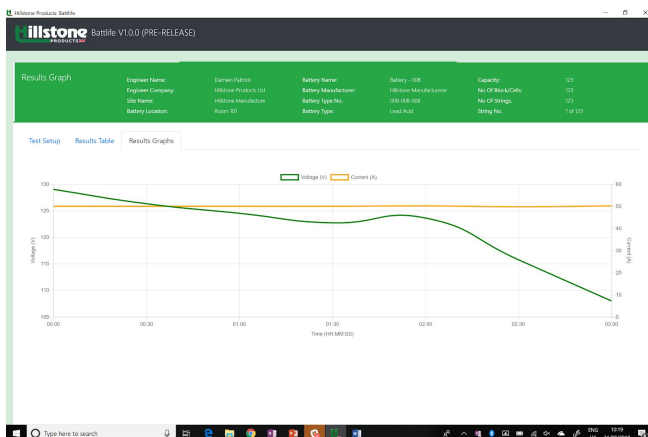 Hillstone Products: Battlife
Hillstone
PRODUCTS
Battlife V1.0.0 (PRE-RELEASE)
Results Graph
Engineer Name: Damien Pattrick
Engineer Company: Hillstone Products Ltd
Site Name: Hillstone Manufacture
Battery Location: Room 101
Battery Name: Battery - 008
Battery Manufacturer: Hillstone Manufacturree
Battery Type No. 008-008-008
Battery Type: Lead Acid
Capacity: 123
No Of Block/Cells: 123
No Of Strings: 123
String No. 1 of 123
Test Setup Results Table Results Graphs
Voltage (V) Current (A)
130
125
120
115
110
105
Voltage (V)
60
50
40
30
20
10
0
Current (A)
00:00 00:30 01:00 01:30 02:00 02:30 03:00
Time (HH:MM:SS)
Type here to search
ENG 10:19